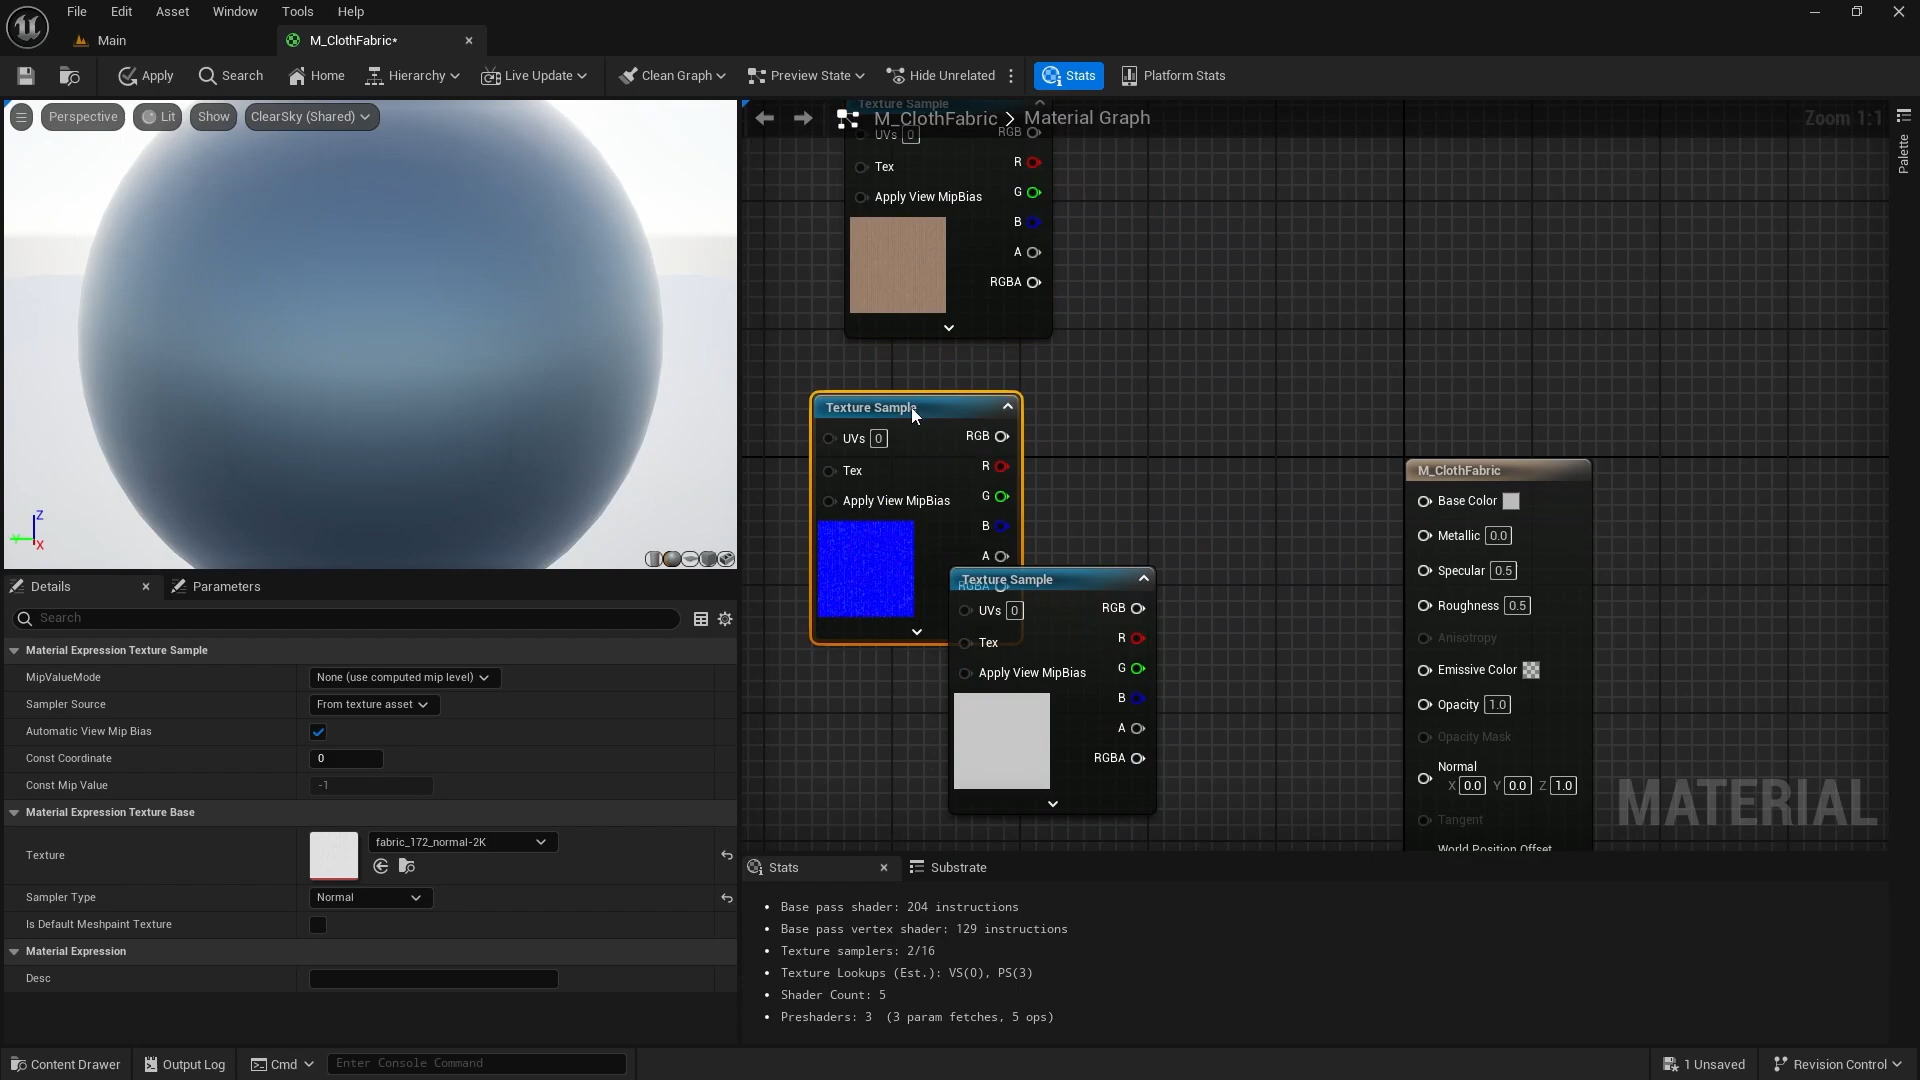 File Edit Asset Window Tools Help
Main
M_ClothFabric*
Apply Search Home Hierarchy Live Update Clean Graph Preview State Hide Unrelated Stats Platform Stats
Perspective Lit Show ClearSky (Shared)
Z
Y
X
M_ClothFabric > Material Graph
Zoom 1:1
Palette
Texture Sample
UVs 0 RGB
R
Tex
G
Apply View MipBias
B
A
RGBA
Texture Sample
UVs 0 RGB
R
Tex
G
Apply View MipBias
B
A
RGBA
Texture Sample
UVs 0 RGB
R
Tex
G
Apply View MipBias
B
A
RGBA
M_ClothFabric
Base Color
Metallic 0.0
Specular 0.5
Roughness 0.5
Anisotropy
Emissive Color
Opacity 1.0
Opacity Mask
Normal
X 0.0 Y 0.0 Z 1.0
Tangent
World Position Offset
MATERIAL
Details Parameters
Search
Material Expression Texture Sample
MipValueMode None (use computed mip level)
Sampler Source From texture asset
Automatic View Mip Bias
Const Coordinate 0
Const Mip Value -1
Material Expression Texture Base
Texture fabric_172_normal-2K
Sampler Type Normal
Is Default Meshpaint Texture
Material Expression
Desc
Stats Substrate
• Base pass shader: 204 instructions
• Base pass vertex shader: 129 instructions
• Texture samplers: 2/16
• Texture Lookups (Est.): VS(0), PS(3)
• Shader Count: 5
• Preshaders: 3 (3 param fetches, 5 ops)
Content Drawer Output Log Cmd Enter Console Command 1 Unsaved Revision Control